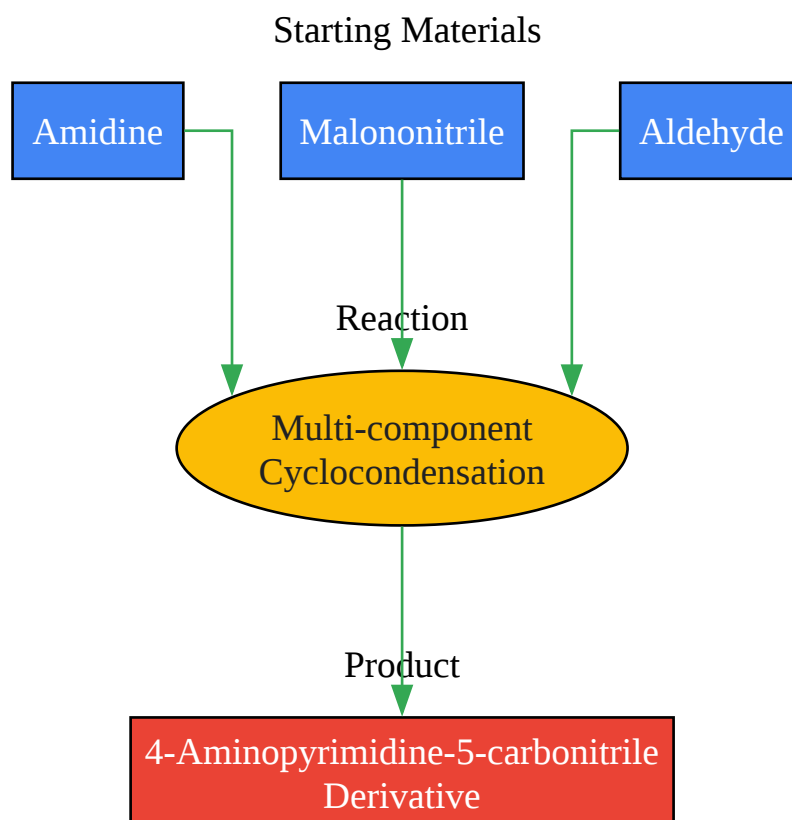 Starting Materials
Amidine
Malononitrile
Aldehyde
Reaction
Multi-component
Cyclocondensation
Product
4-Aminopyrimidine-5-carbonitrile
Derivative